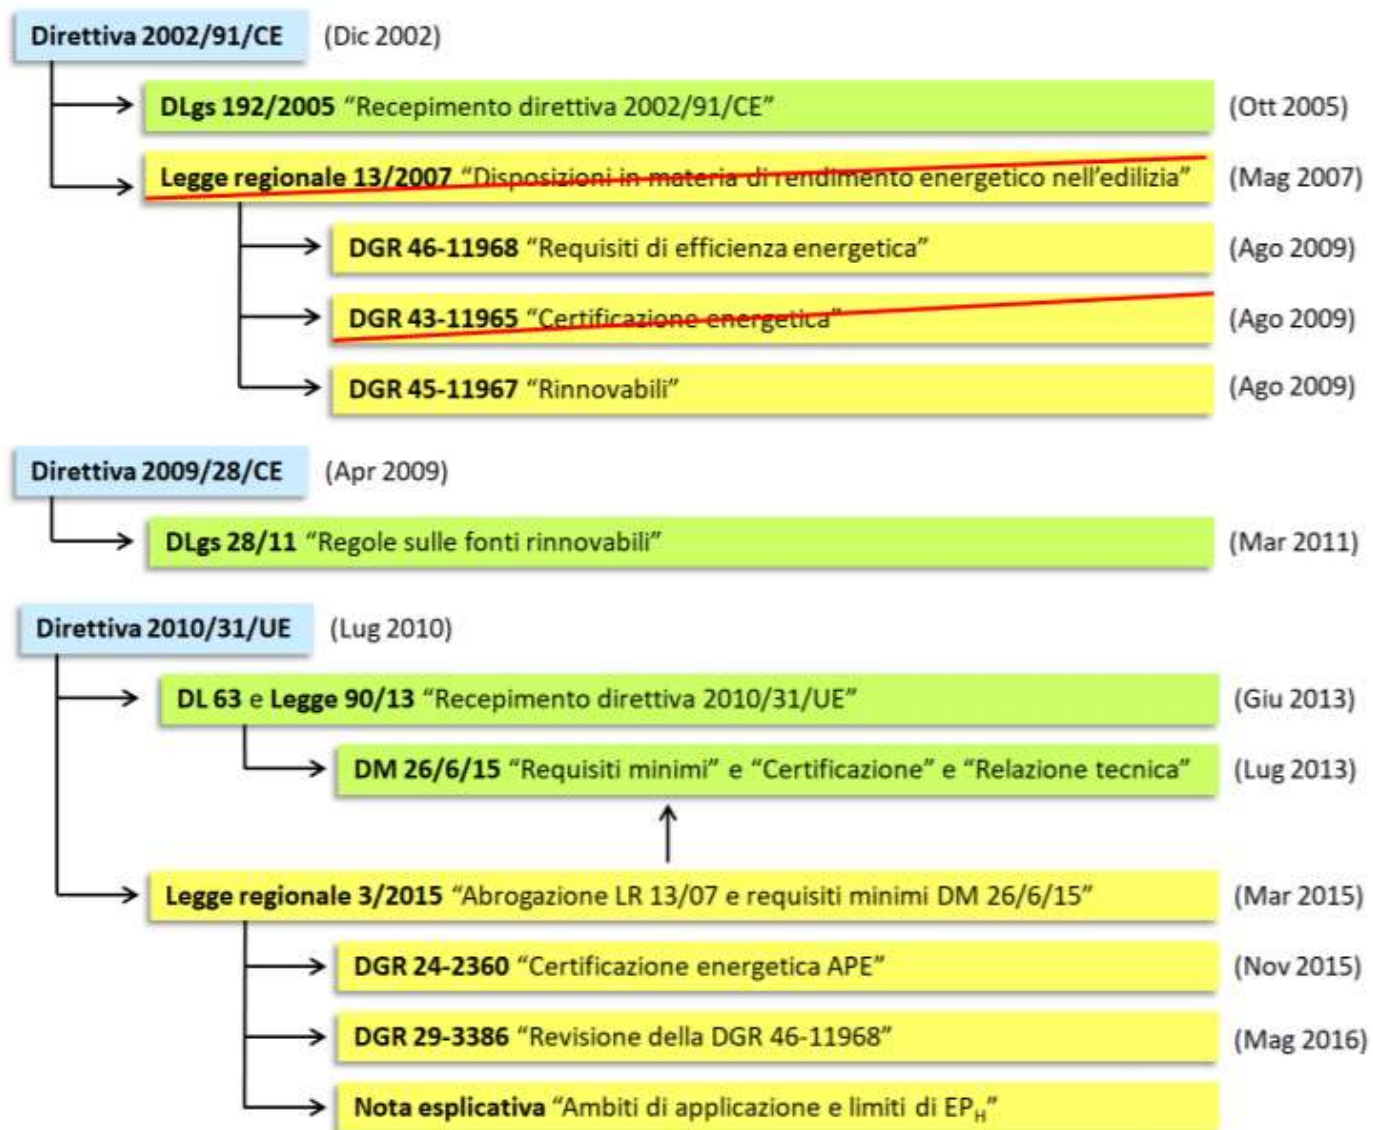 Direttiva 2002/91/CE (Dic 2002)
DLgs 192/2005 “Recepimento direttiva 2002/91/CE” (Ott 2005)
Legge regionale 13/2007 “Disposizioni in materia di rendimento energetico nell’edilizia” (Mag 2007)
DGR 46-11968 “Requisiti di efficienza energetica” (Ago 2009)
DGR 43-11965 “Certificazione energetica” (Ago 2009)
DGR 45-11967 “Rinnovabili” (Ago 2009)
Direttiva 2009/28/CE (Apr 2009)
DLgs 28/11 “Regole sulle fonti rinnovabili” (Mar 2011)
Direttiva 2010/31/UE (Lug 2010)
DL 63 e Legge 90/13 “Recepimento direttiva 2010/31/UE” (Giu 2013)
DM 26/6/15 “Requisiti minimi” e “Certificazione” e “Relazione tecnica” (Lug 2013)
Legge regionale 3/2015 “Abrogazione LR 13/07 e requisiti minimi DM 26/6/15” (Mar 2015)
DGR 24-2360 “Certificazione energetica APE” (Nov 2015)
DGR 29-3386 “Revisione della DGR 46-11968” (Mag 2016)
Nota esplicativa “Ambiti di applicazione e limiti di EPH”